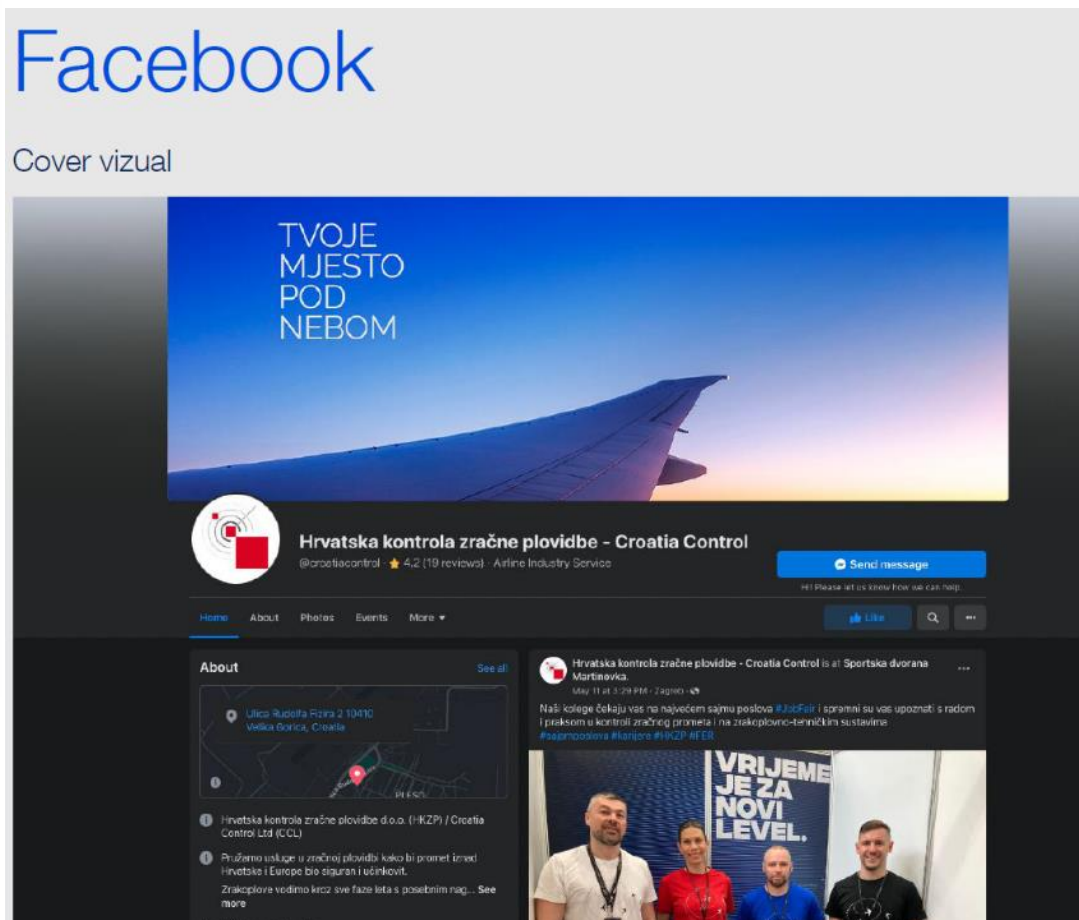 Facebook
Cover vizual
TVOJE
MJESTO
POD
NEBOM
Hrvatska kontrola zračne plovidbe - Croatia Control
@croatiacontrol · 4,2 (19 reviews) · Airline Industry Service
Send message
Hi! Please let us know how we can help.
Home About Photos Events More
Like
About
See all
Ulica Rudolfa Fizira 2 10410
Velika Gorica, Croatia
PLESO
Hrvatska kontrola zračne plovidbe d.o.o. (HKZP) / Croatia
Control Ltd (CCL)
Pružamo usluge u zračnoj plovidbi kako bi promet iznad
Hrvatske i Europe bio siguran i učinkovit.
Zrakoplove vodimo kroz sve faze leta s posebnim nag... See
more
Hrvatska kontrola zračne plovidbe - Croatia Control is at Sportska dvorana
Martinovka.
May 11 at 3:29 PM · Zagreb ·
Naši kolege čekaju vas na najvećem sajmu poslova #JobFair i spremni su vas upoznati s radom
i praksom u kontroli zračnog prometa i na zrakoplovno-tehničkim sustavima
#sajamposlova #karijere #HKZP #FER
VRIJEME
JE ZA
NOVI
LEVEL.